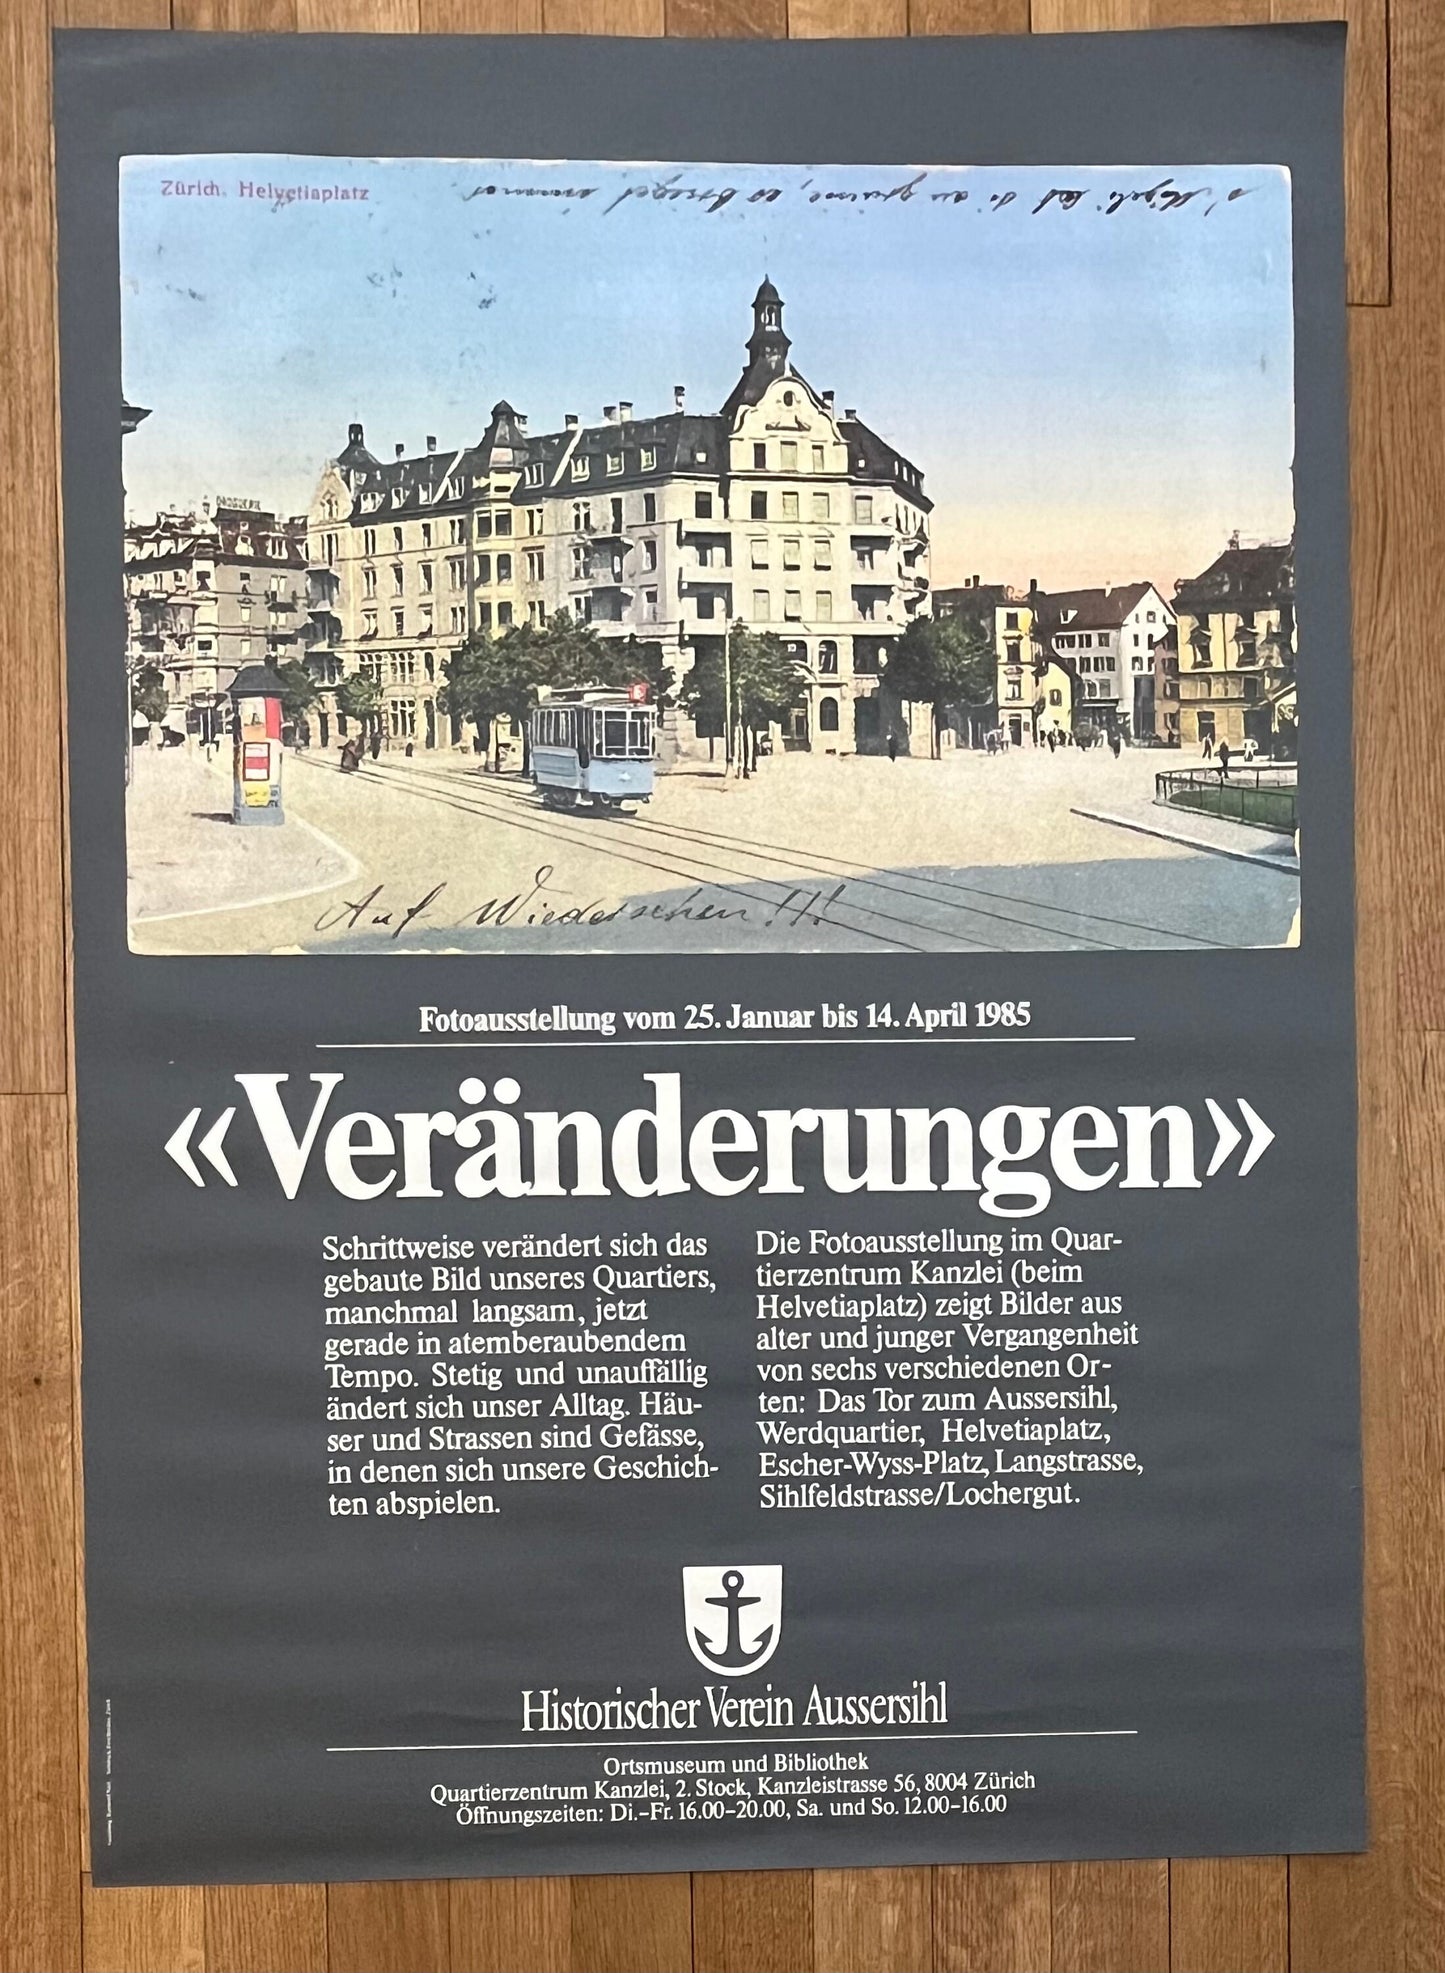 Zürich. Helvetiaplatz
Auf Wiedersehen!!!
Fotoausstellung vom 25. Januar bis 14. April 1985
«Veränderungen»
Schrittweise verändert sich das
gebaute Bild unseres Quartiers,
manchmal langsam, jetzt
gerade in atemberaubendem
Tempo. Stetig und unauffällig
ändert sich unser Alltag. Häu-
ser und Strassen sind Gefässe,
in denen sich unsere Geschich-
ten abspielen.
Die Fotoausstellung im Quar-
tierzentrum Kanzlei (beim
Helvetiaplatz) zeigt Bilder aus
alter und junger Vergangenheit
von sechs verschiedenen Or-
ten: Das Tor zum Aussersihl,
Werdquartier, Helvetiaplatz,
Escher-Wyss-Platz, Langstrasse,
Sihlfeldstrasse/Lochergut.
Historischer Verein Aussersihl
Ortsmuseum und Bibliothek
Quartierzentrum Kanzlei, 2. Stock, Kanzleistrasse 56, 8004 Zürich
Öffnungszeiten: Di.–Fr. 16.00–20.00, Sa. und So. 12.00–16.00